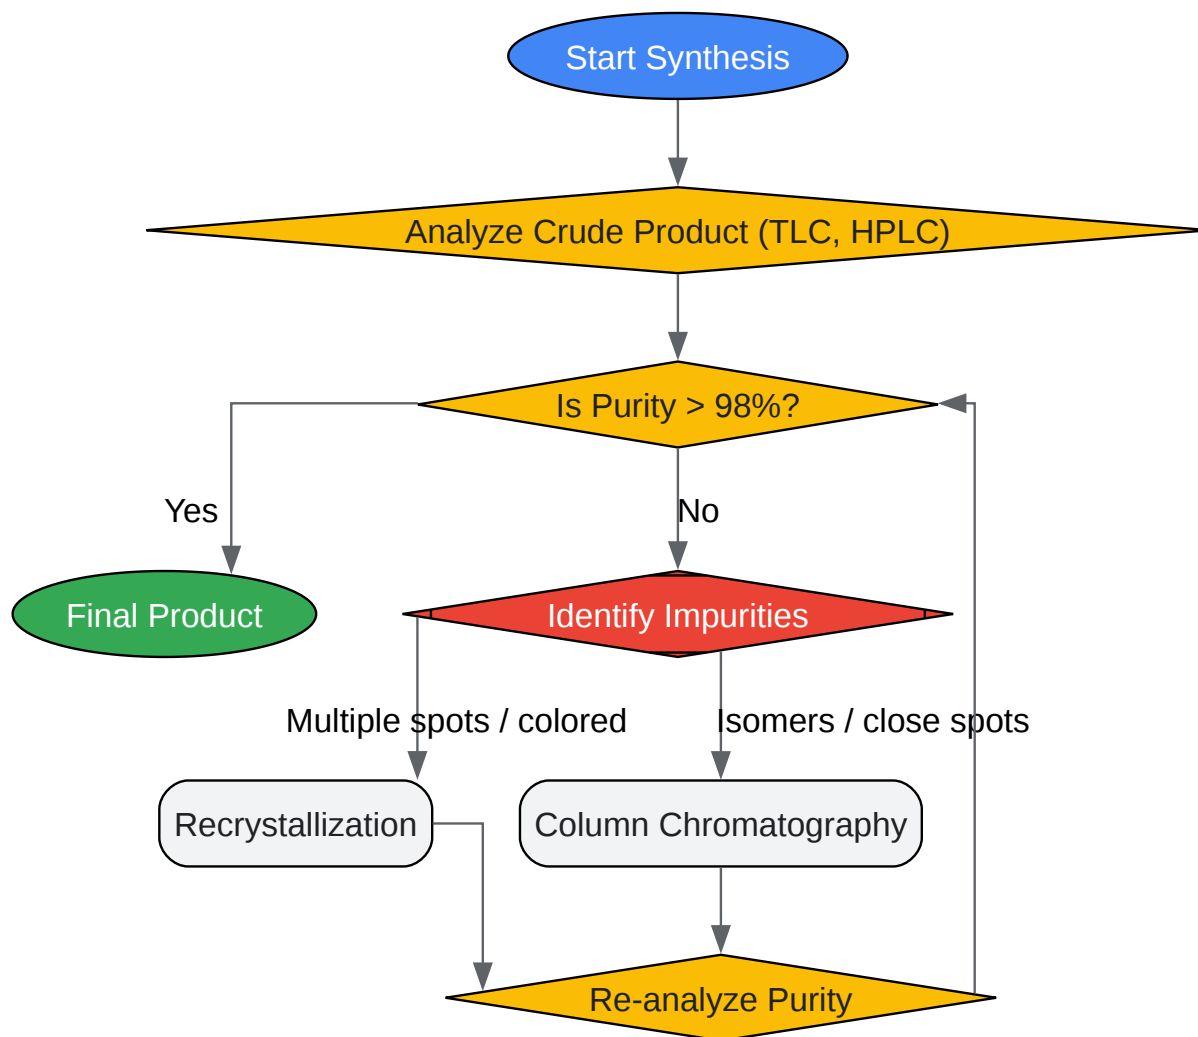 Start Synthesis
Analyze Crude Product (TLC, HPLC)
Is Purity > 98%?
Yes
No
Final Product
Identify Impurities
Multiple spots / colored
Isomers / close spots
Recrystallization
Column Chromatography
Re-analyze Purity